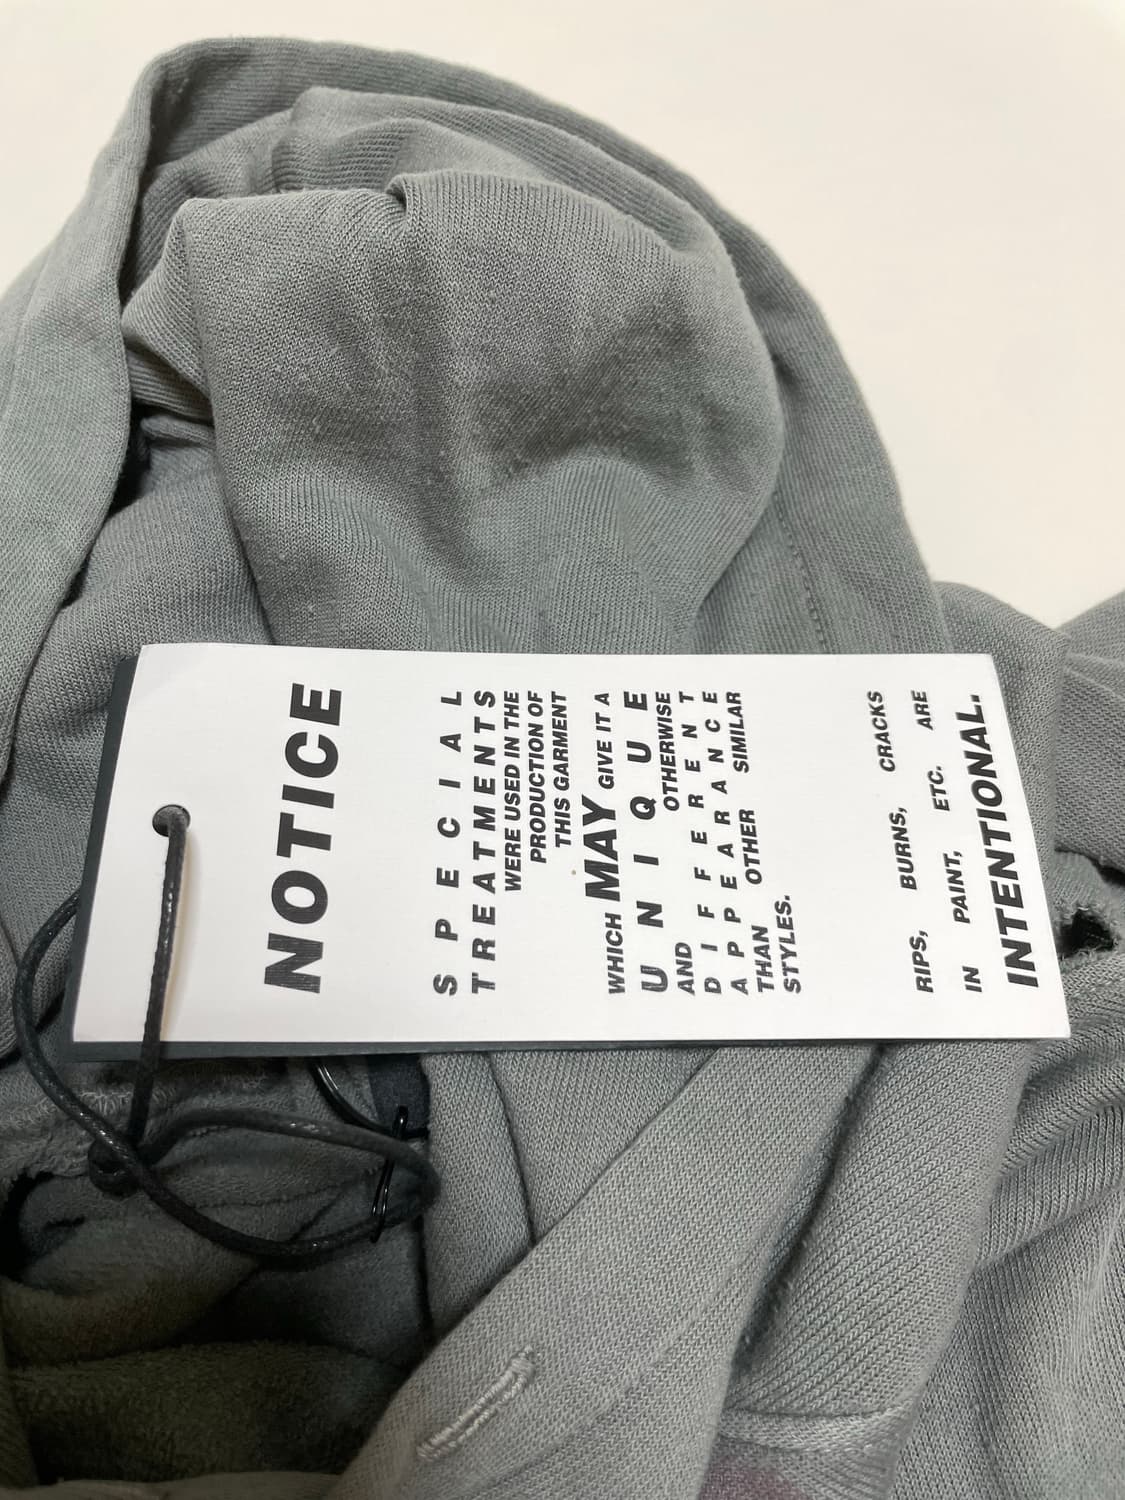 NOTICE
SPECIAL
TREATMENTS
WERE USED IN THE
PRODUCTION OF
THIS GARMENT
WHICH MAY GIVE IT A
UNIQUE
AND OTHERWISE
DIFFERENT
APPEARANCE
THAN OTHER SIMILAR
STYLES.
RIPS, BURNS, CRACKS
IN PAINT, ETC. ARE
INTENTIONAL.